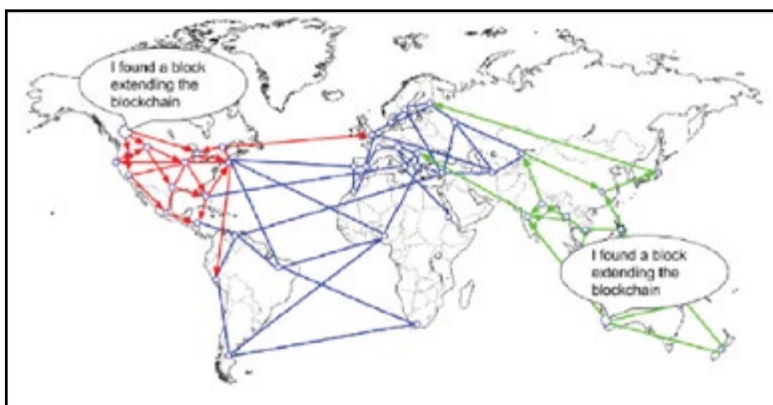 I found a block
extending the
blockchain
I found a block
extending the
blockchain